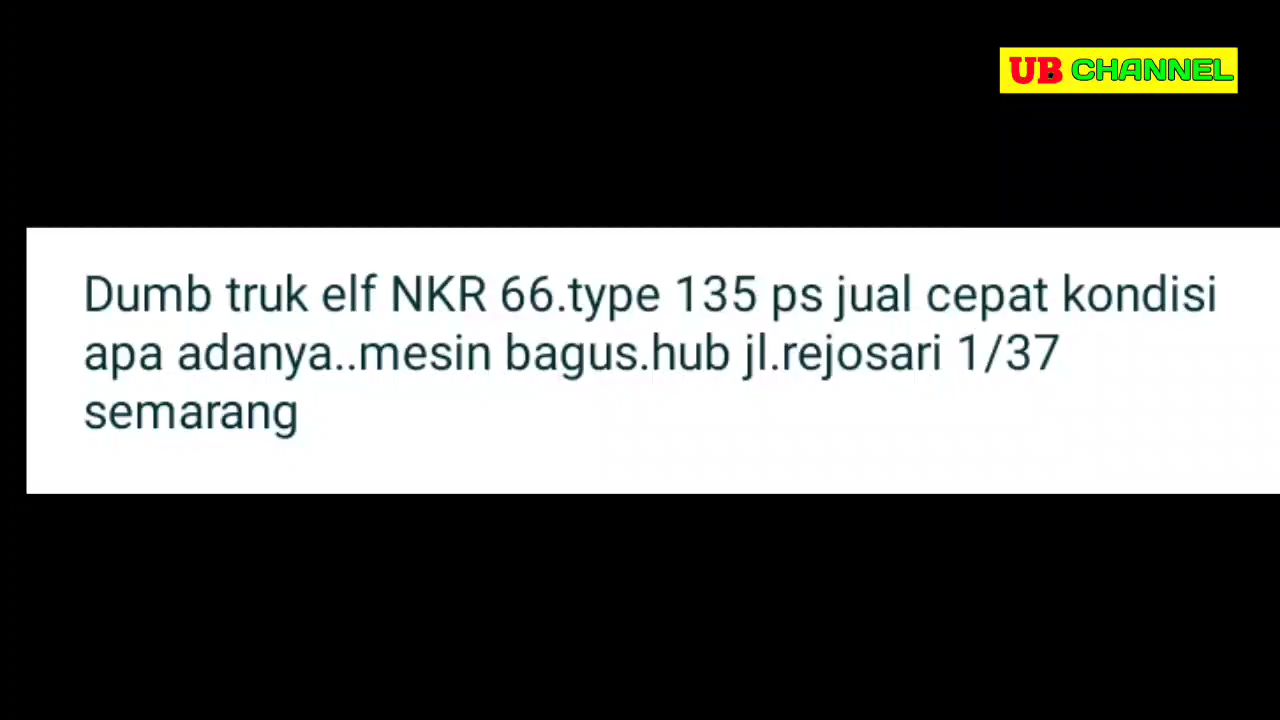 UB CHANNEL
Dumb truk elf NKR 66.type 135 ps jual cepat kondisi
apa adanya..mesin bagus.hub jl.rejosari 1/37
semarang